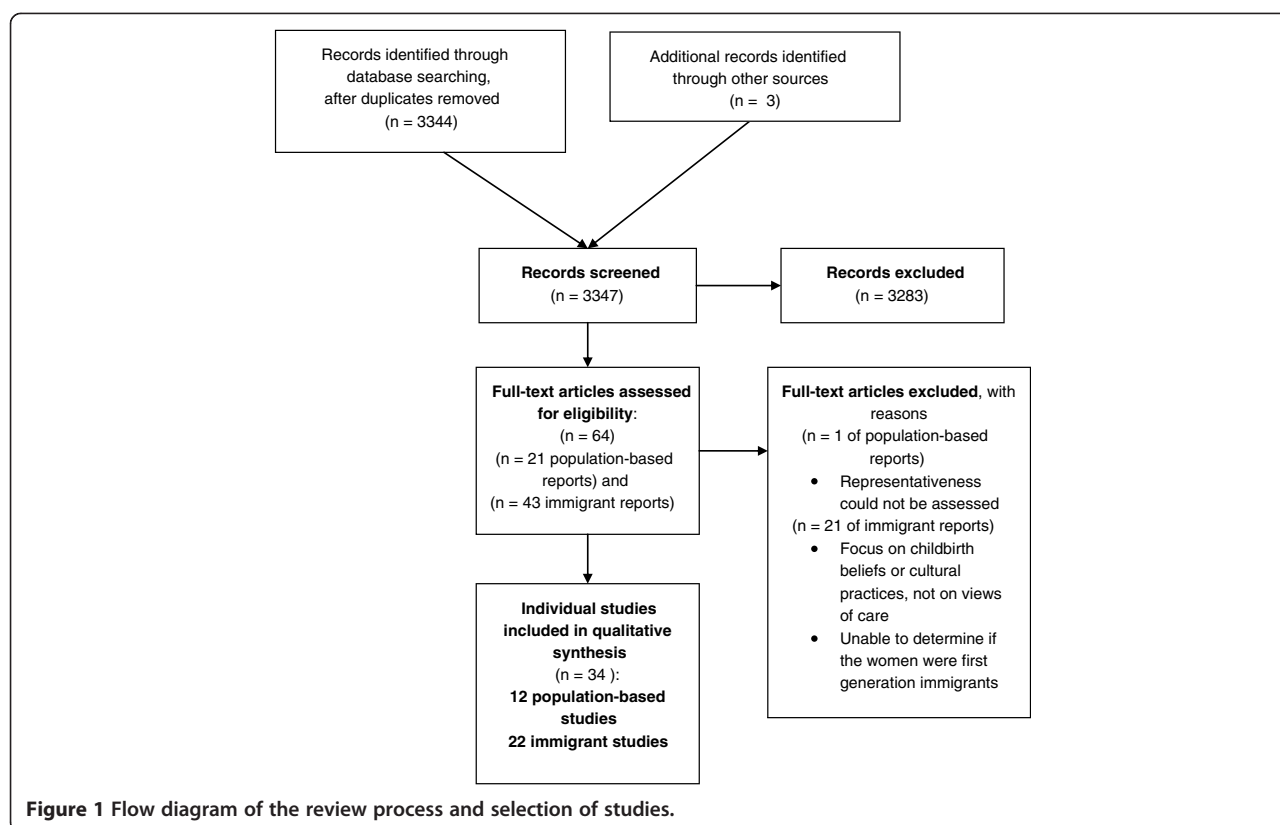 Records identified through
database searching,
after duplicates removed
(n = 3344)
Additional records identified
through other sources
(n = 3)
Records screened
(n = 3347)
Records excluded
(n = 3283)
Full-text articles assessed
for eligibility:
(n = 64)
(n = 21 population-based
reports) and
(n = 43 immigrant reports)
Full-text articles excluded, with
reasons
(n = 1 of population-based
reports)
• Representativeness
could not be assessed
(n = 21 of immigrant reports)
• Focus on childbirth
beliefs or cultural
practices, not on views
of care
• Unable to determine if
the women were first
generation immigrants
Individual studies
included in qualitative
synthesis
(n = 34 ):
12 population-based
studies
22 immigrant studies
Figure 1 Flow diagram of the review process and selection of studies.